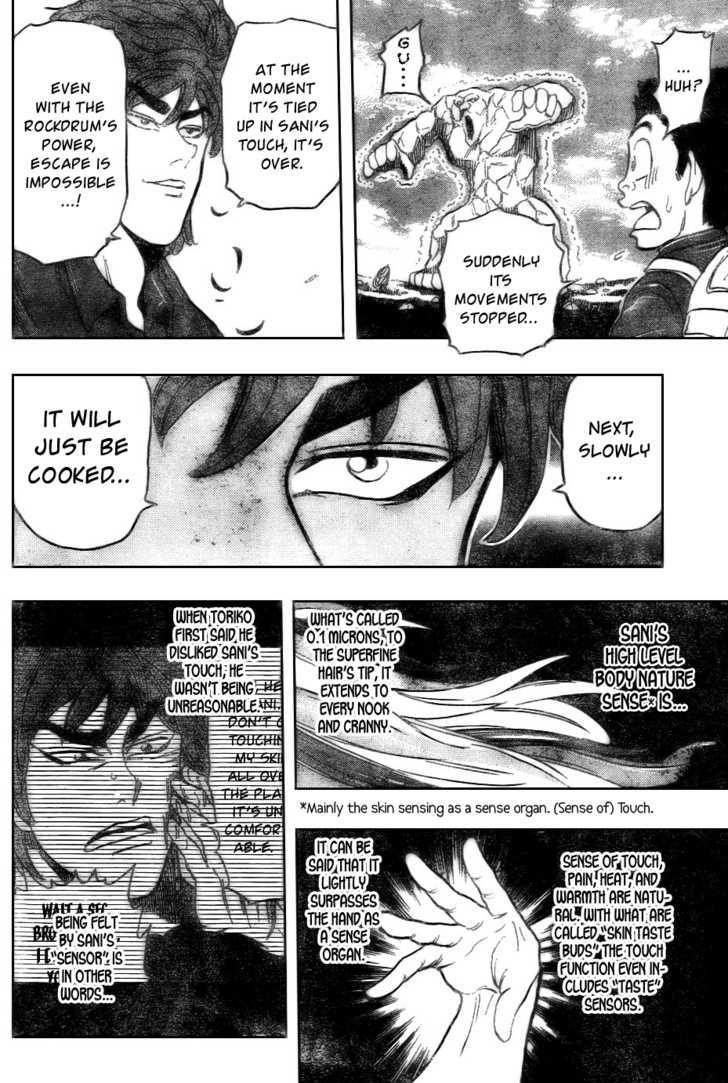 ...
HUH?
GU...
SUDDENLY
ITS
MOVEMENTS
STOPPED...
AT THE
MOMENT
IT'S TIED
UP IN SANI'S
TOUCH, IT'S
OVER.
EVEN
WITH THE
ROCKDRUM'S
POWER,
ESCAPE IS
IMPOSSIBLE
...!
NEXT,
SLOWLY
...
IT WILL
JUST BE
COOKED...
SANI'S
HIGH LEVEL
BODY NATURE
SENSE* IS...
WHAT'S CALLED
0.1 MICRONS, TO
THE SUPERFINE
HAIR'S TIP, IT
EXTENDS TO
EVERY NOOK
AND CRANNY.
*Mainly the skin sensing as a sense organ. (Sense of) Touch.
SENSE OF TOUCH,
PAIN, HEAT, AND
WARMTH ARE NATU-
RAL. WITH WHAT ARE
CALLED "SKIN TASTE
BUDS" THE TOUCH
FUNCTION EVEN IN-
CLUDES "TASTE"
SENSORS.
IT CAN BE
SAID THAT IT
LIGHTLY
SURPASSES
THE HAND AS
A SENSE
ORGAN.
WHEN TORIKO
FIRST SAID HE
DISLIKED SANI'S
TOUCH, HE
WASN'T BEING
UNREASONABLE.
HE
DON'T
TOUCHIN
MY SKI
ALL OVE
THE PLA
IT'S UN
COMFOR
ABLE.
WAIT A SEC
BEING FELT
BY SANI'S
"SENSOR" IS
IN OTHER
WORDS...